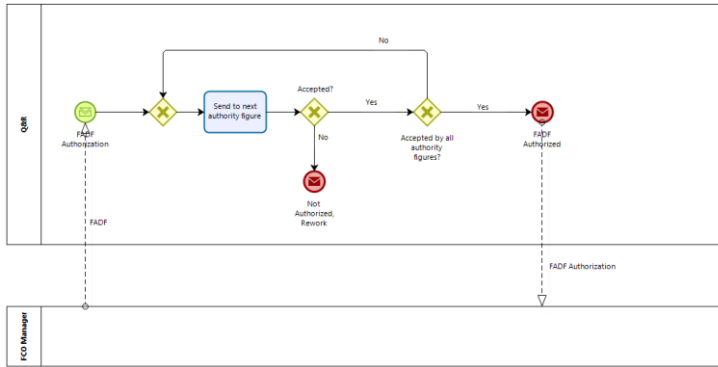 No
Q&R
Accepted?
Send to next
authority figure
Yes
Yes
FADF
Authorization
No
Accepted by all
authority
figures?
FADF
Authorized
Not
Authorized,
Rework
FADF
FADF Authorization
FCO Manager